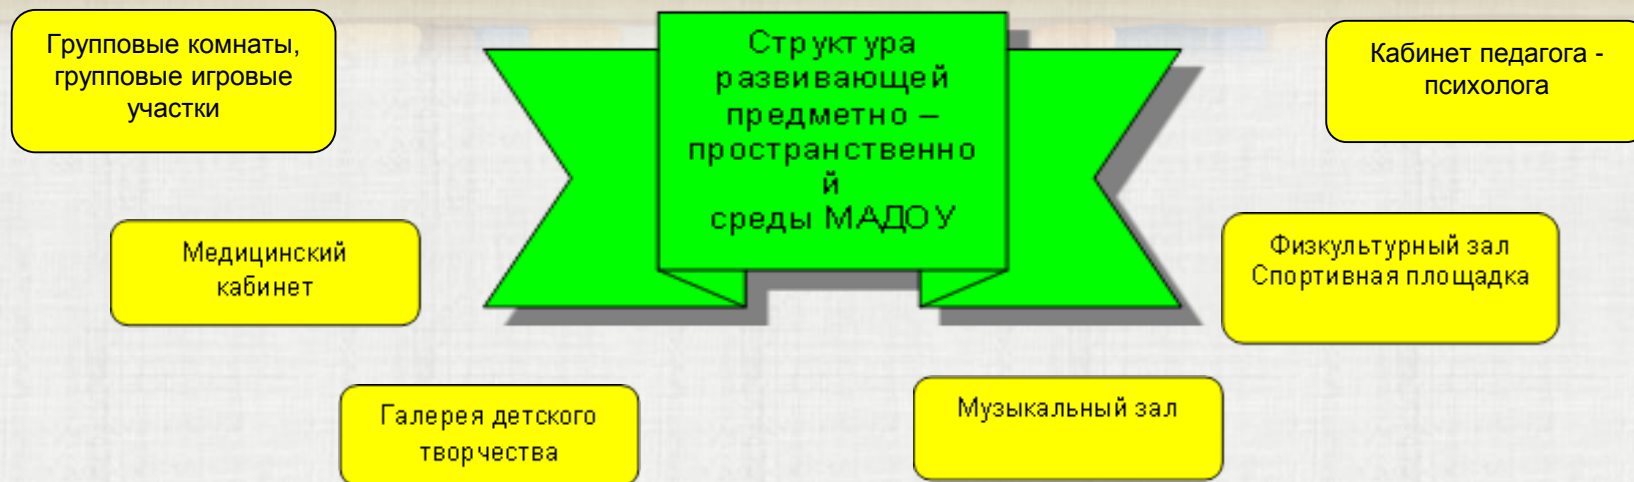 Групповые комнаты,
групповые игровые
участки
Структура
развивающей
предметно –
пространственно
й
среды МАДОУ
Кабинет педагога -
психолога
Медицинский
кабинет
Физкультурный зал
Спортивная площадка
Галерея детского
творчества
Музыкальный зал